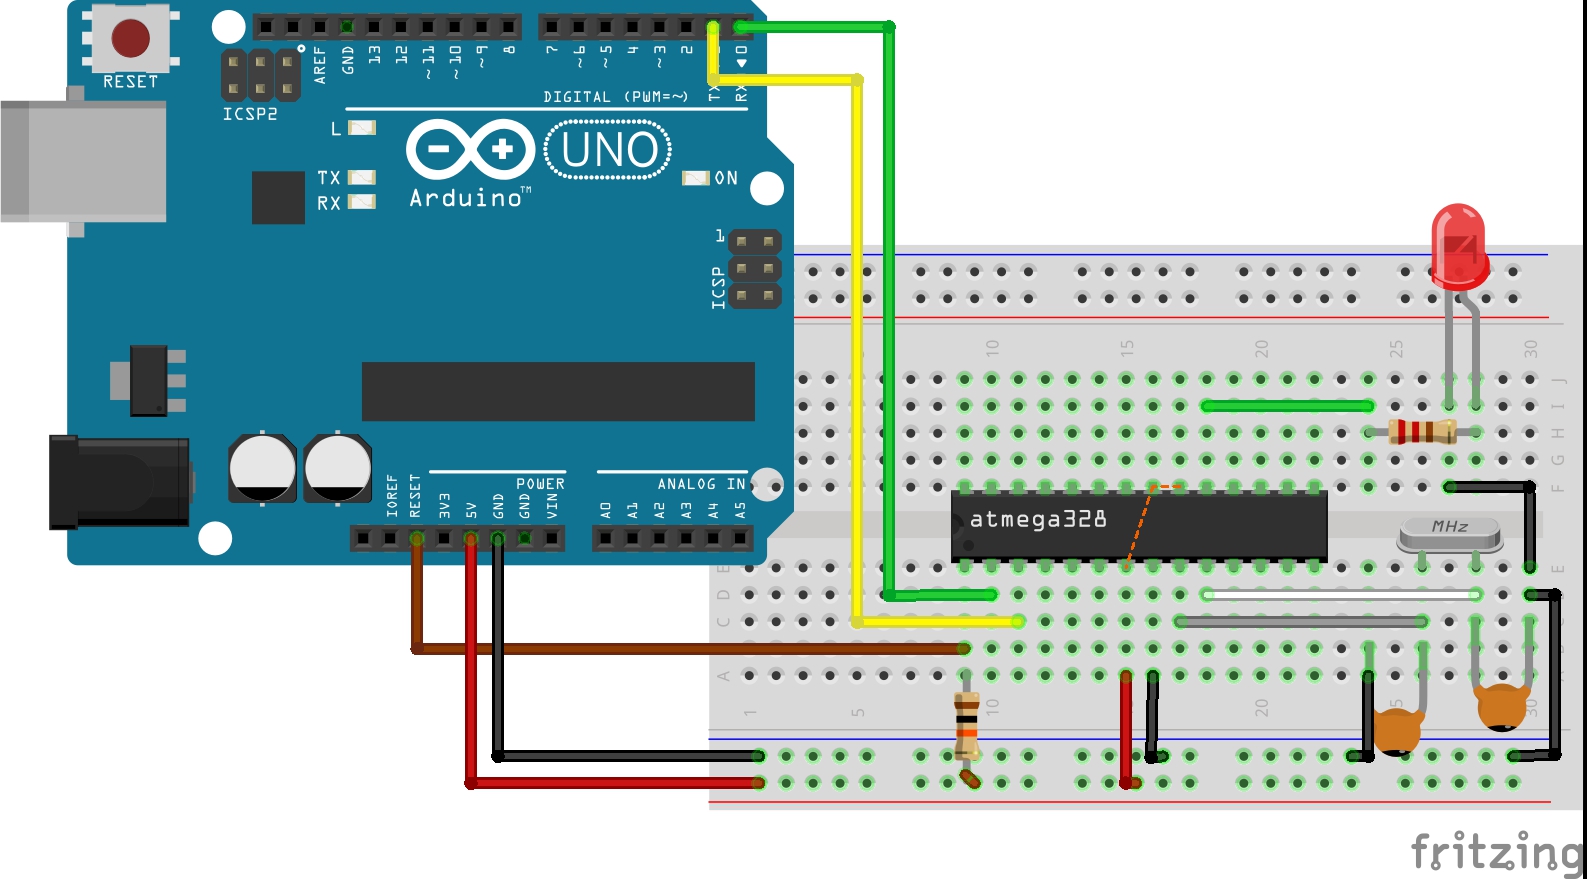 RESET
ICSP2
AREF
GND
13
12
~11
~10
~9
8
7
~6
~5
4
~3
2
TX
RX◄0
DIGITAL (PWM=~)
L
TX
RX
Arduino™
UNO
ON
1
ICSP
IOREF
RESET
3V3
5V
GND
GND
VIN
POWER
A0
A1
A2
A3
A4
A5
ANALOG IN
10
15
20
25
30
J
I
H
G
F
atmega328
MHz
E
D
C
A
E
1
5
10
20
30
fritzing